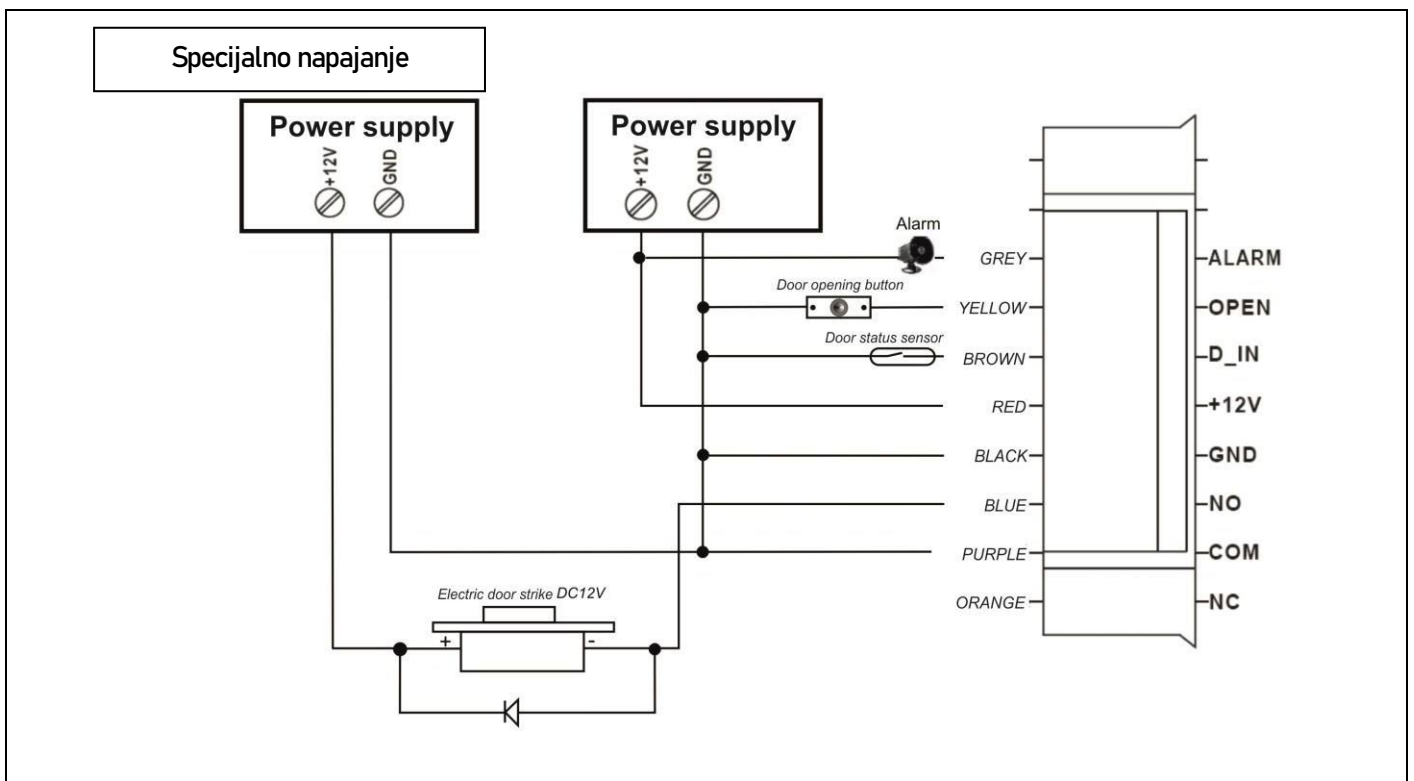 Specijalno napajanje
Power supply
+12V
GND
Power supply
+12V
GND
Alarm
GREY
ALARM
Door opening button
YELLOW
OPEN
Door status sensor
BROWN
D_IN
RED
+12V
BLACK
GND
BLUE
NO
PURPLE
COM
Electric door strike DC12V
ORANGE
NC
+
-